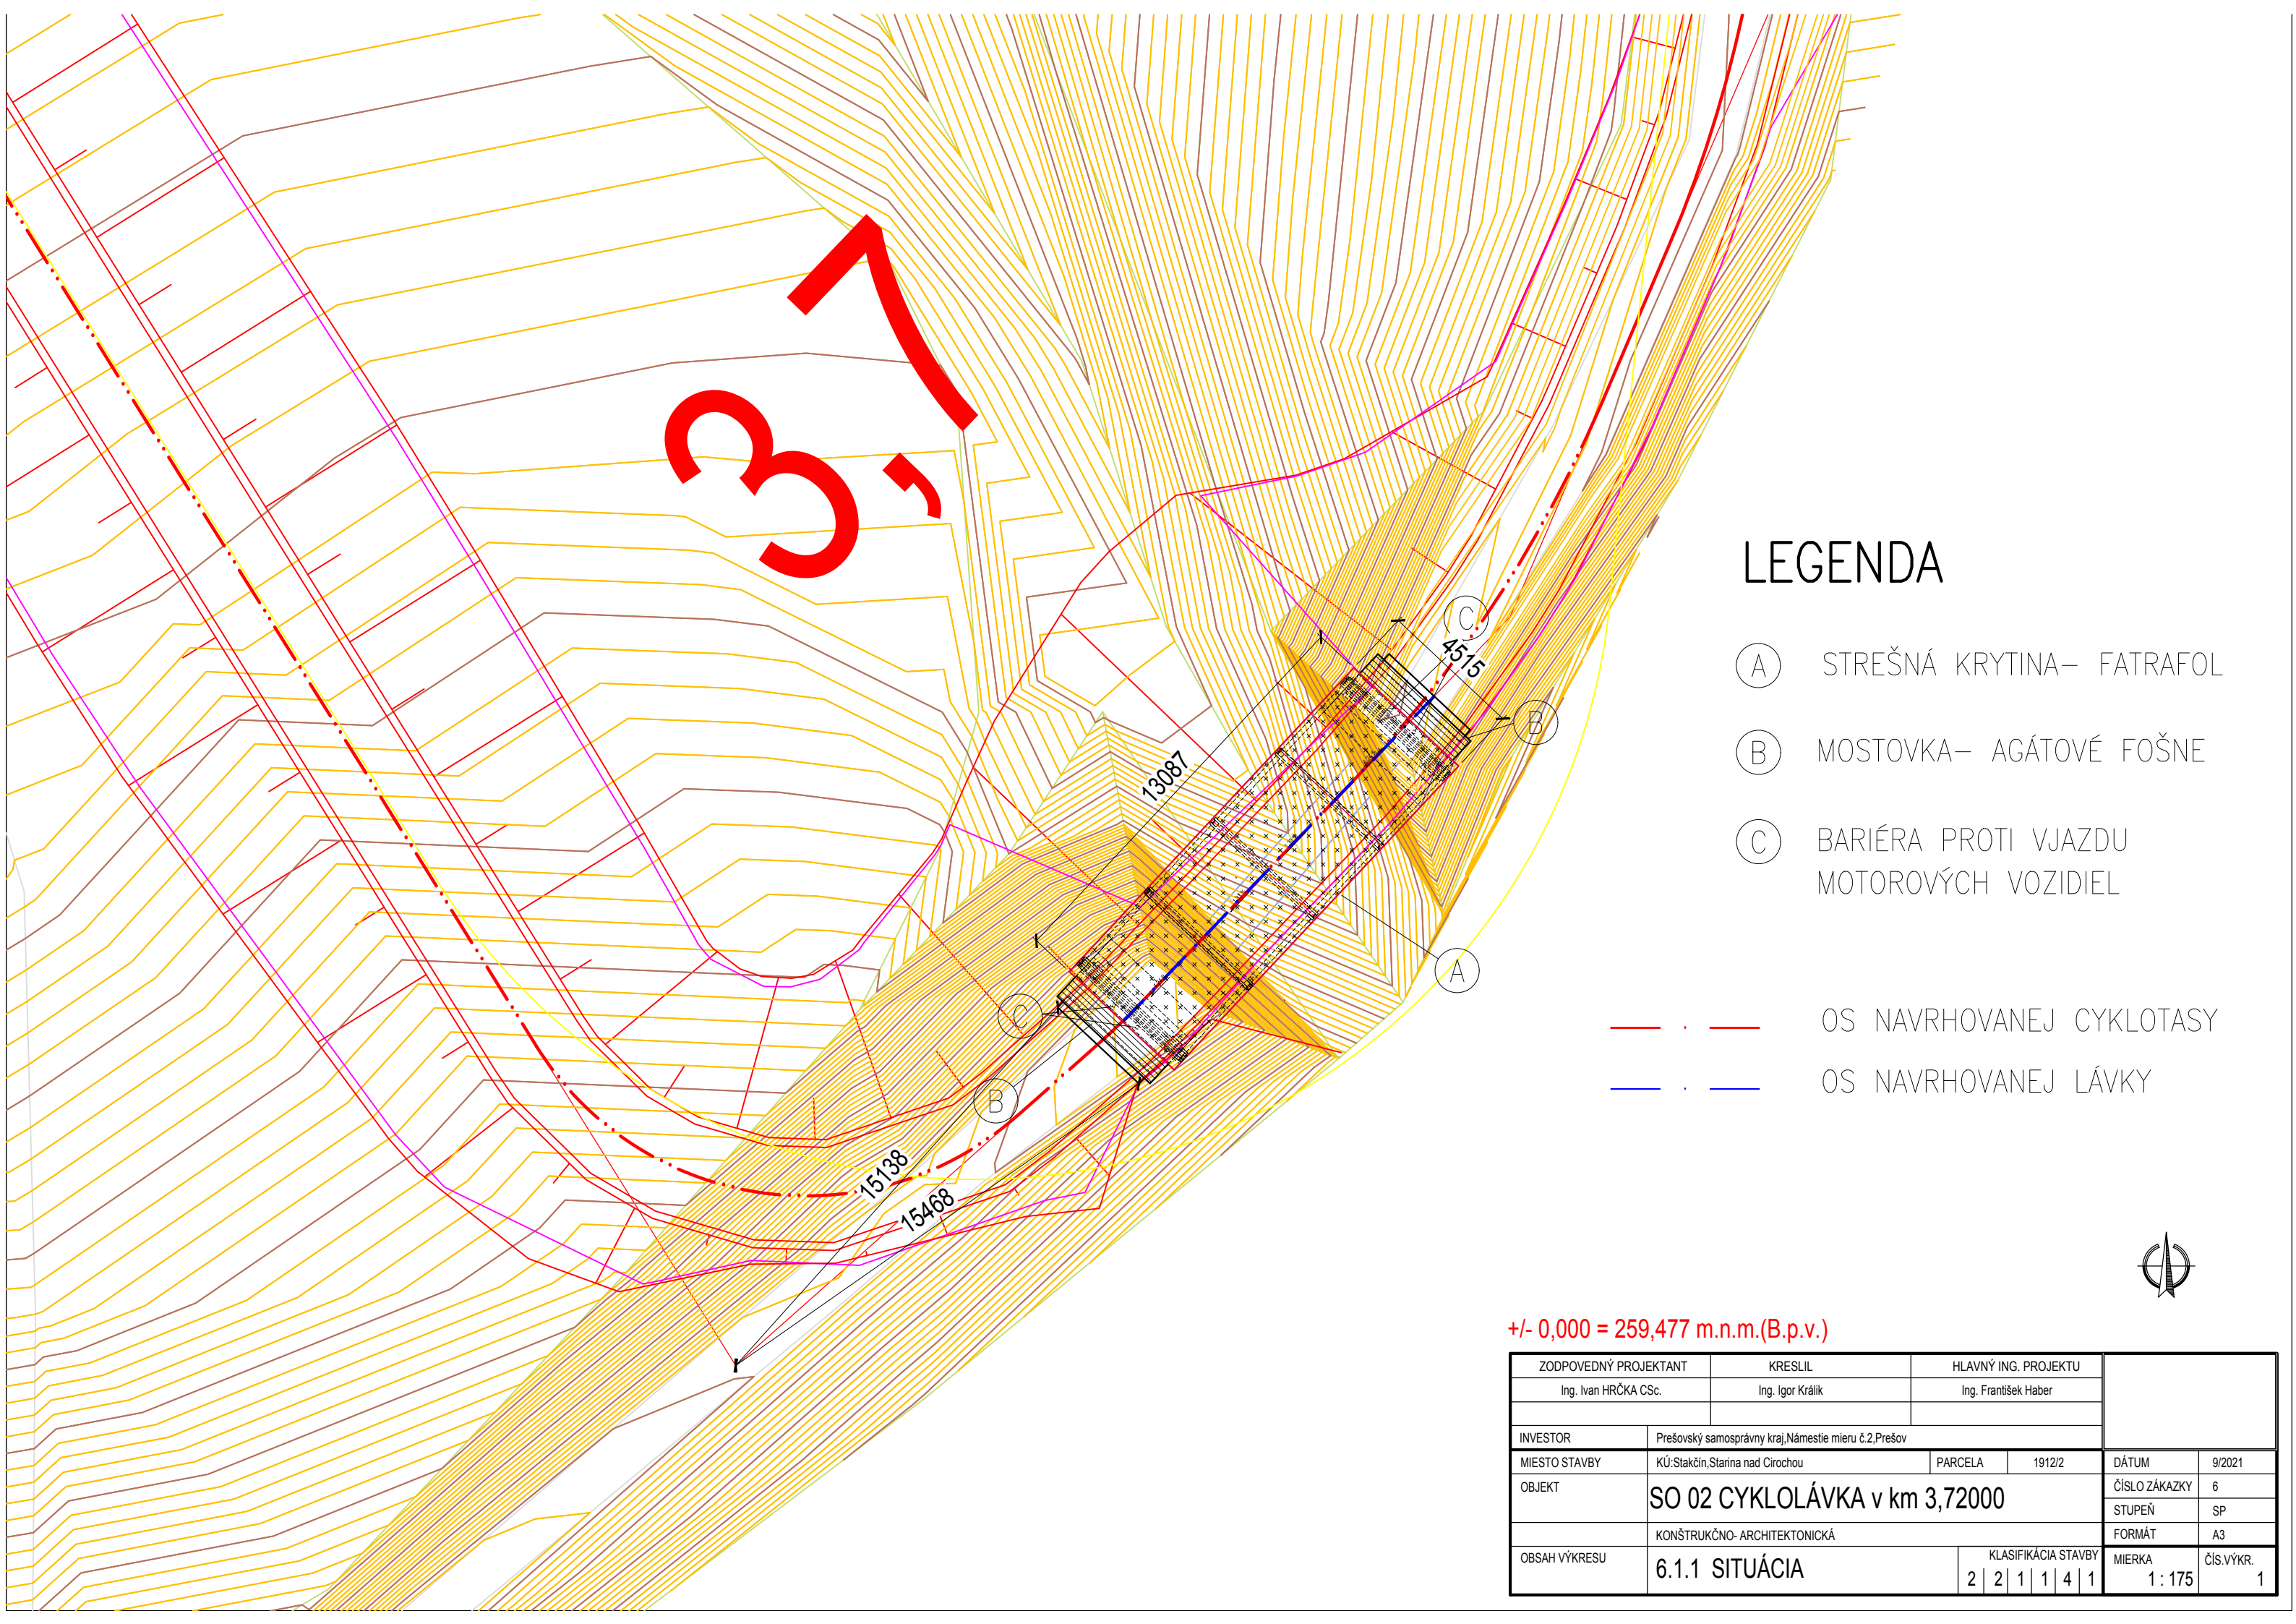 3,7
C
4515
B
13087
A
C
B
15138
15468
LEGENDA
A STREŠNÁ KRYTINA– FATRAFOL
B MOSTOVKA– AGÁTOVÉ FOŠNE
C BARIÉRA PROTI VJAZDU
MOTOROVÝCH VOZIDIEL
OS NAVRHOVANEJ CYKLOTASY
OS NAVRHOVANEJ LÁVKY
+/- 0,000 = 259,477 m.n.m.(B.p.v.)
ZODPOVEDNÝ PROJEKTANT KRESLIL HLAVNÝ ING. PROJEKTU
Ing. Ivan HRČKA CSc. Ing. Igor Králik Ing. František Haber
INVESTOR Prešovský samosprávny kraj,Námestie mieru č.2,Prešov
MIESTO STAVBY KÚ:Stakčín,Starina nad Cirochou PARCELA 1912/2 DÁTUM 9/2021
OBJEKT SO 02 CYKLOLÁVKA v km 3,72000 ČÍSLO ZÁKAZKY 6
STUPEŇ SP
KONŠTRUKČNO- ARCHITEKTONICKÁ FORMÁT A3
OBSAH VÝKRESU 6.1.1 SITUÁCIA KLASIFIKÁCIA STAVBY MIERKA ČÍS.VÝKR.
2 2 1 1 4 1 1 : 175 1